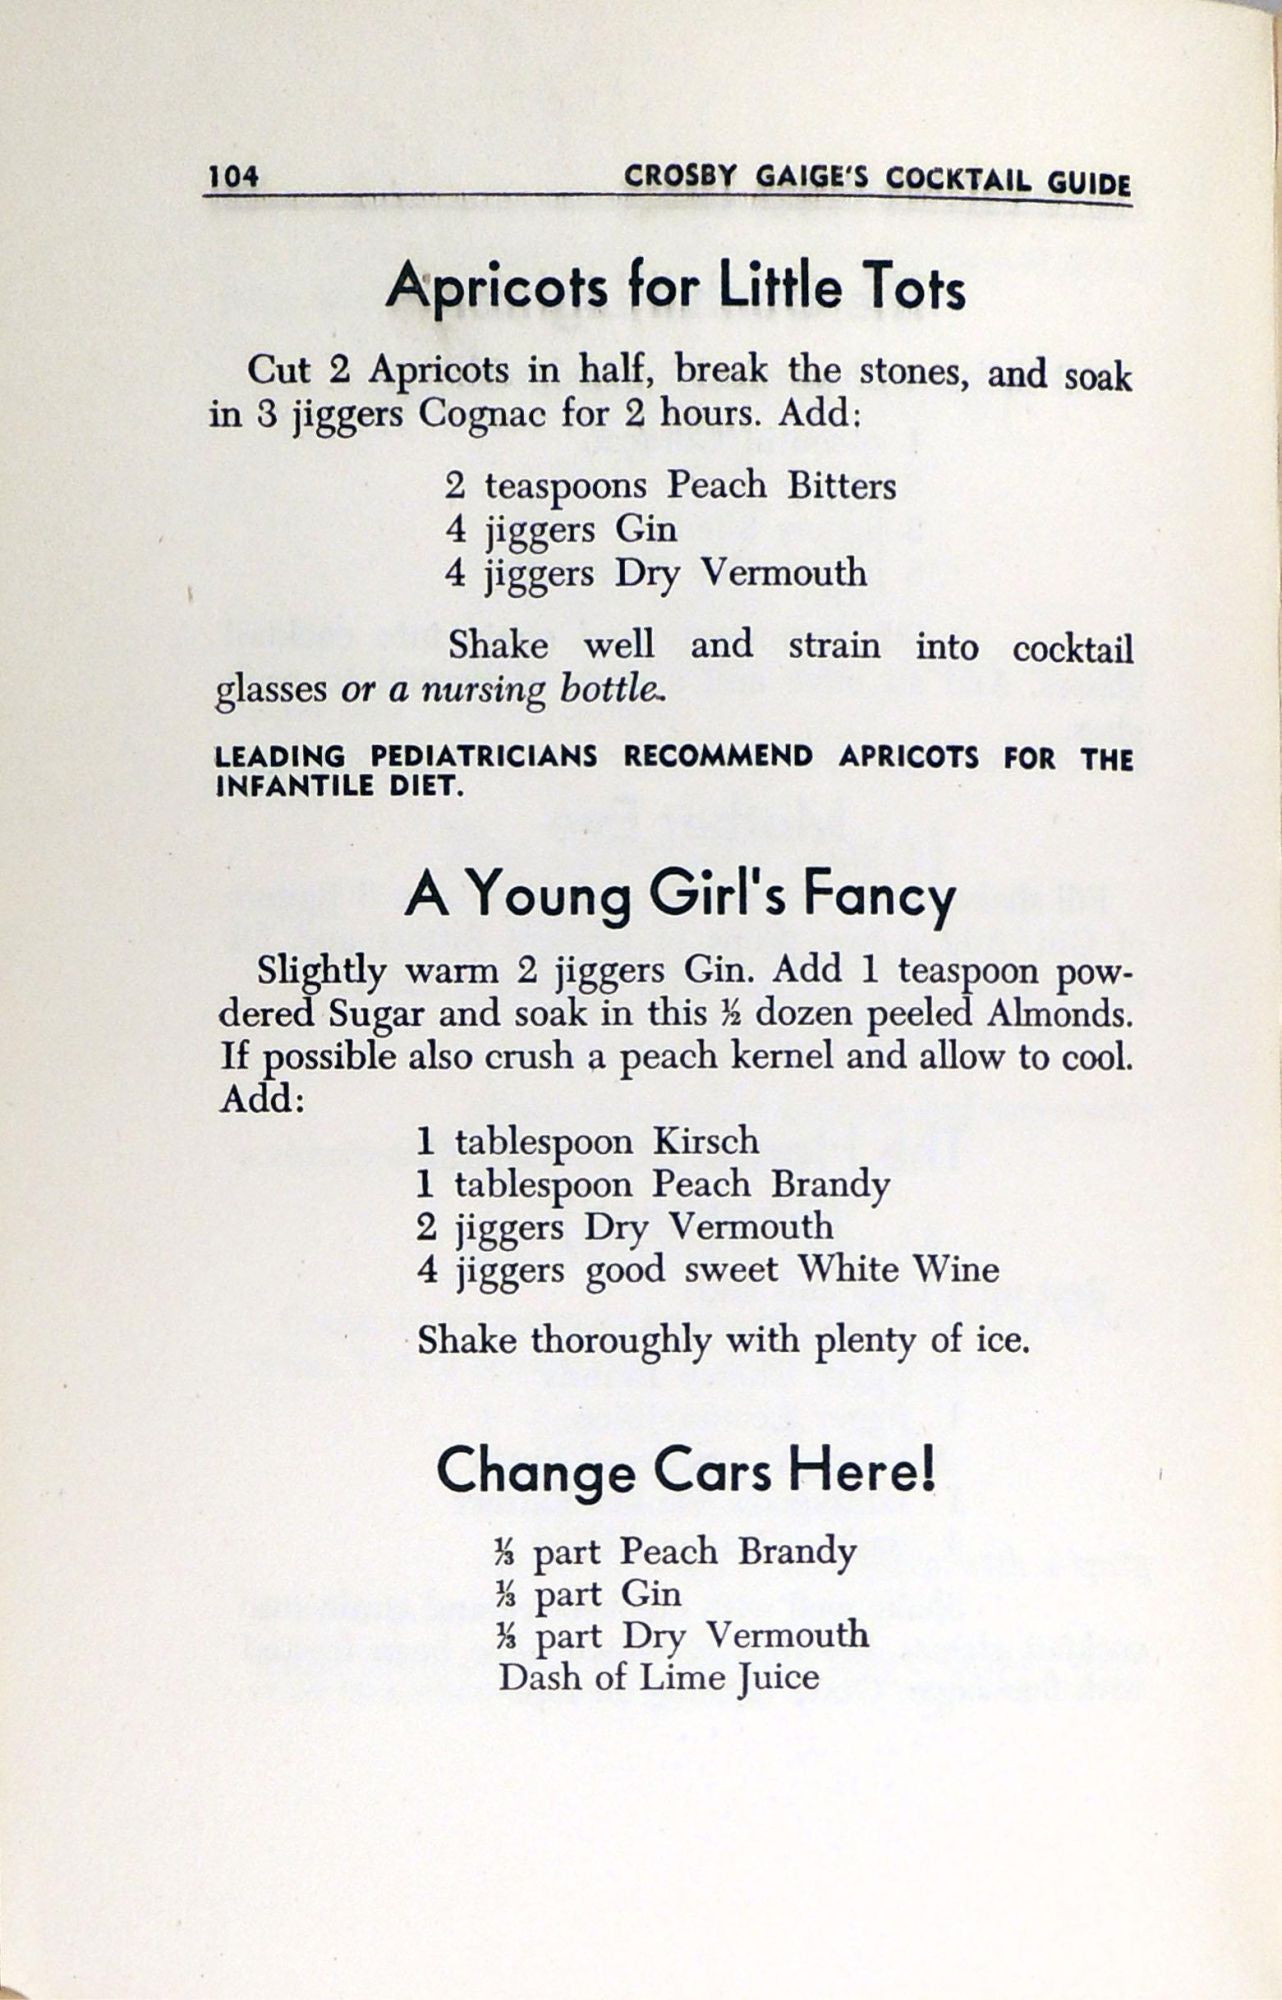 104 CROSBY GAIGE'S COCKTAIL GUIDE
Apricots for Little Tots
Cut 2 Apricots in half, break the stones, and soak
in 3 jiggers Cognac for 2 hours. Add:
2 teaspoons Peach Bitters
4 jiggers Gin
4 jiggers Dry Vermouth
Shake well and strain into cocktail
glasses or a nursing bottle.
LEADING PEDIATRICIANS RECOMMEND APRICOTS FOR THE
INFANTILE DIET.
A Young Girl's Fancy
Slightly warm 2 jiggers Gin. Add 1 teaspoon pow-
dered Sugar and soak in this ½ dozen peeled Almonds.
If possible also crush a peach kernel and allow to cool.
Add:
1 tablespoon Kirsch
1 tablespoon Peach Brandy
2 jiggers Dry Vermouth
4 jiggers good sweet White Wine
Shake thoroughly with plenty of ice.
Change Cars Here!
⅓ part Peach Brandy
⅓ part Gin
⅓ part Dry Vermouth
Dash of Lime Juice